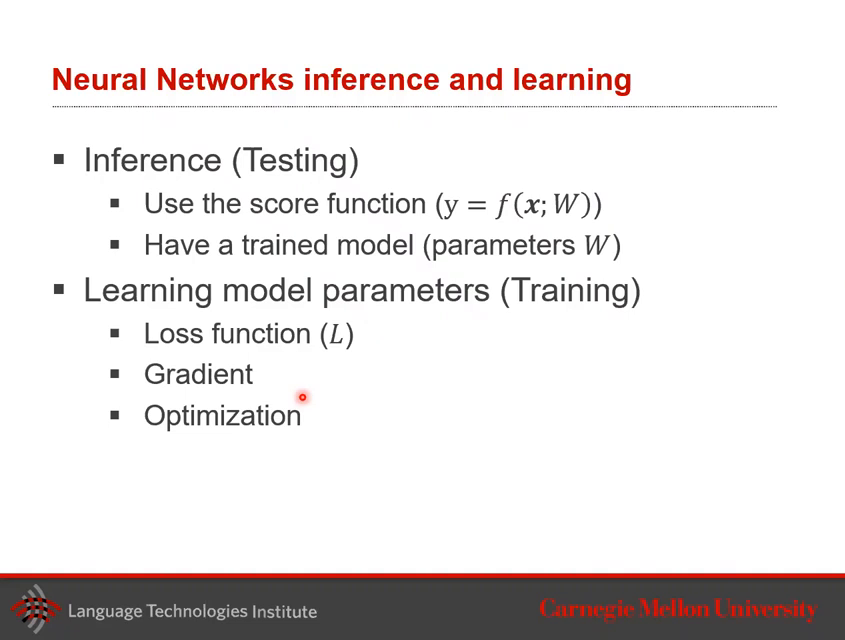 Neural Networks inference and learning
▪ Inference (Testing)
▪ Use the score function (y = 𝑓(𝒙; 𝑊))
▪ Have a trained model (parameters 𝑊)
▪ Learning model parameters (Training)
▪ Loss function (𝐿)
▪ Gradient
▪ Optimization
Language Technologies Institute
Carnegie Mellon University